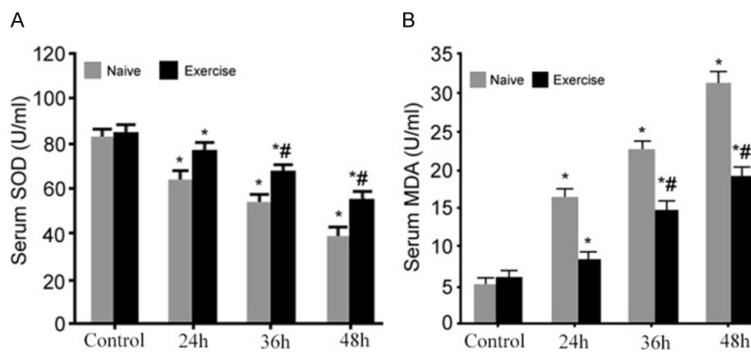 A
Serum SOD (U/ml)
120
100
80
60
40
20
0
Naive
Exercise
*
*
*
*#
*
*#
Control
24h
36h
48h
B
Serum MDA (U/ml)
35
30
25
20
15
10
5
0
Naive
Exercise
*
*
*
*#
*
*#
Control
24h
36h
48h